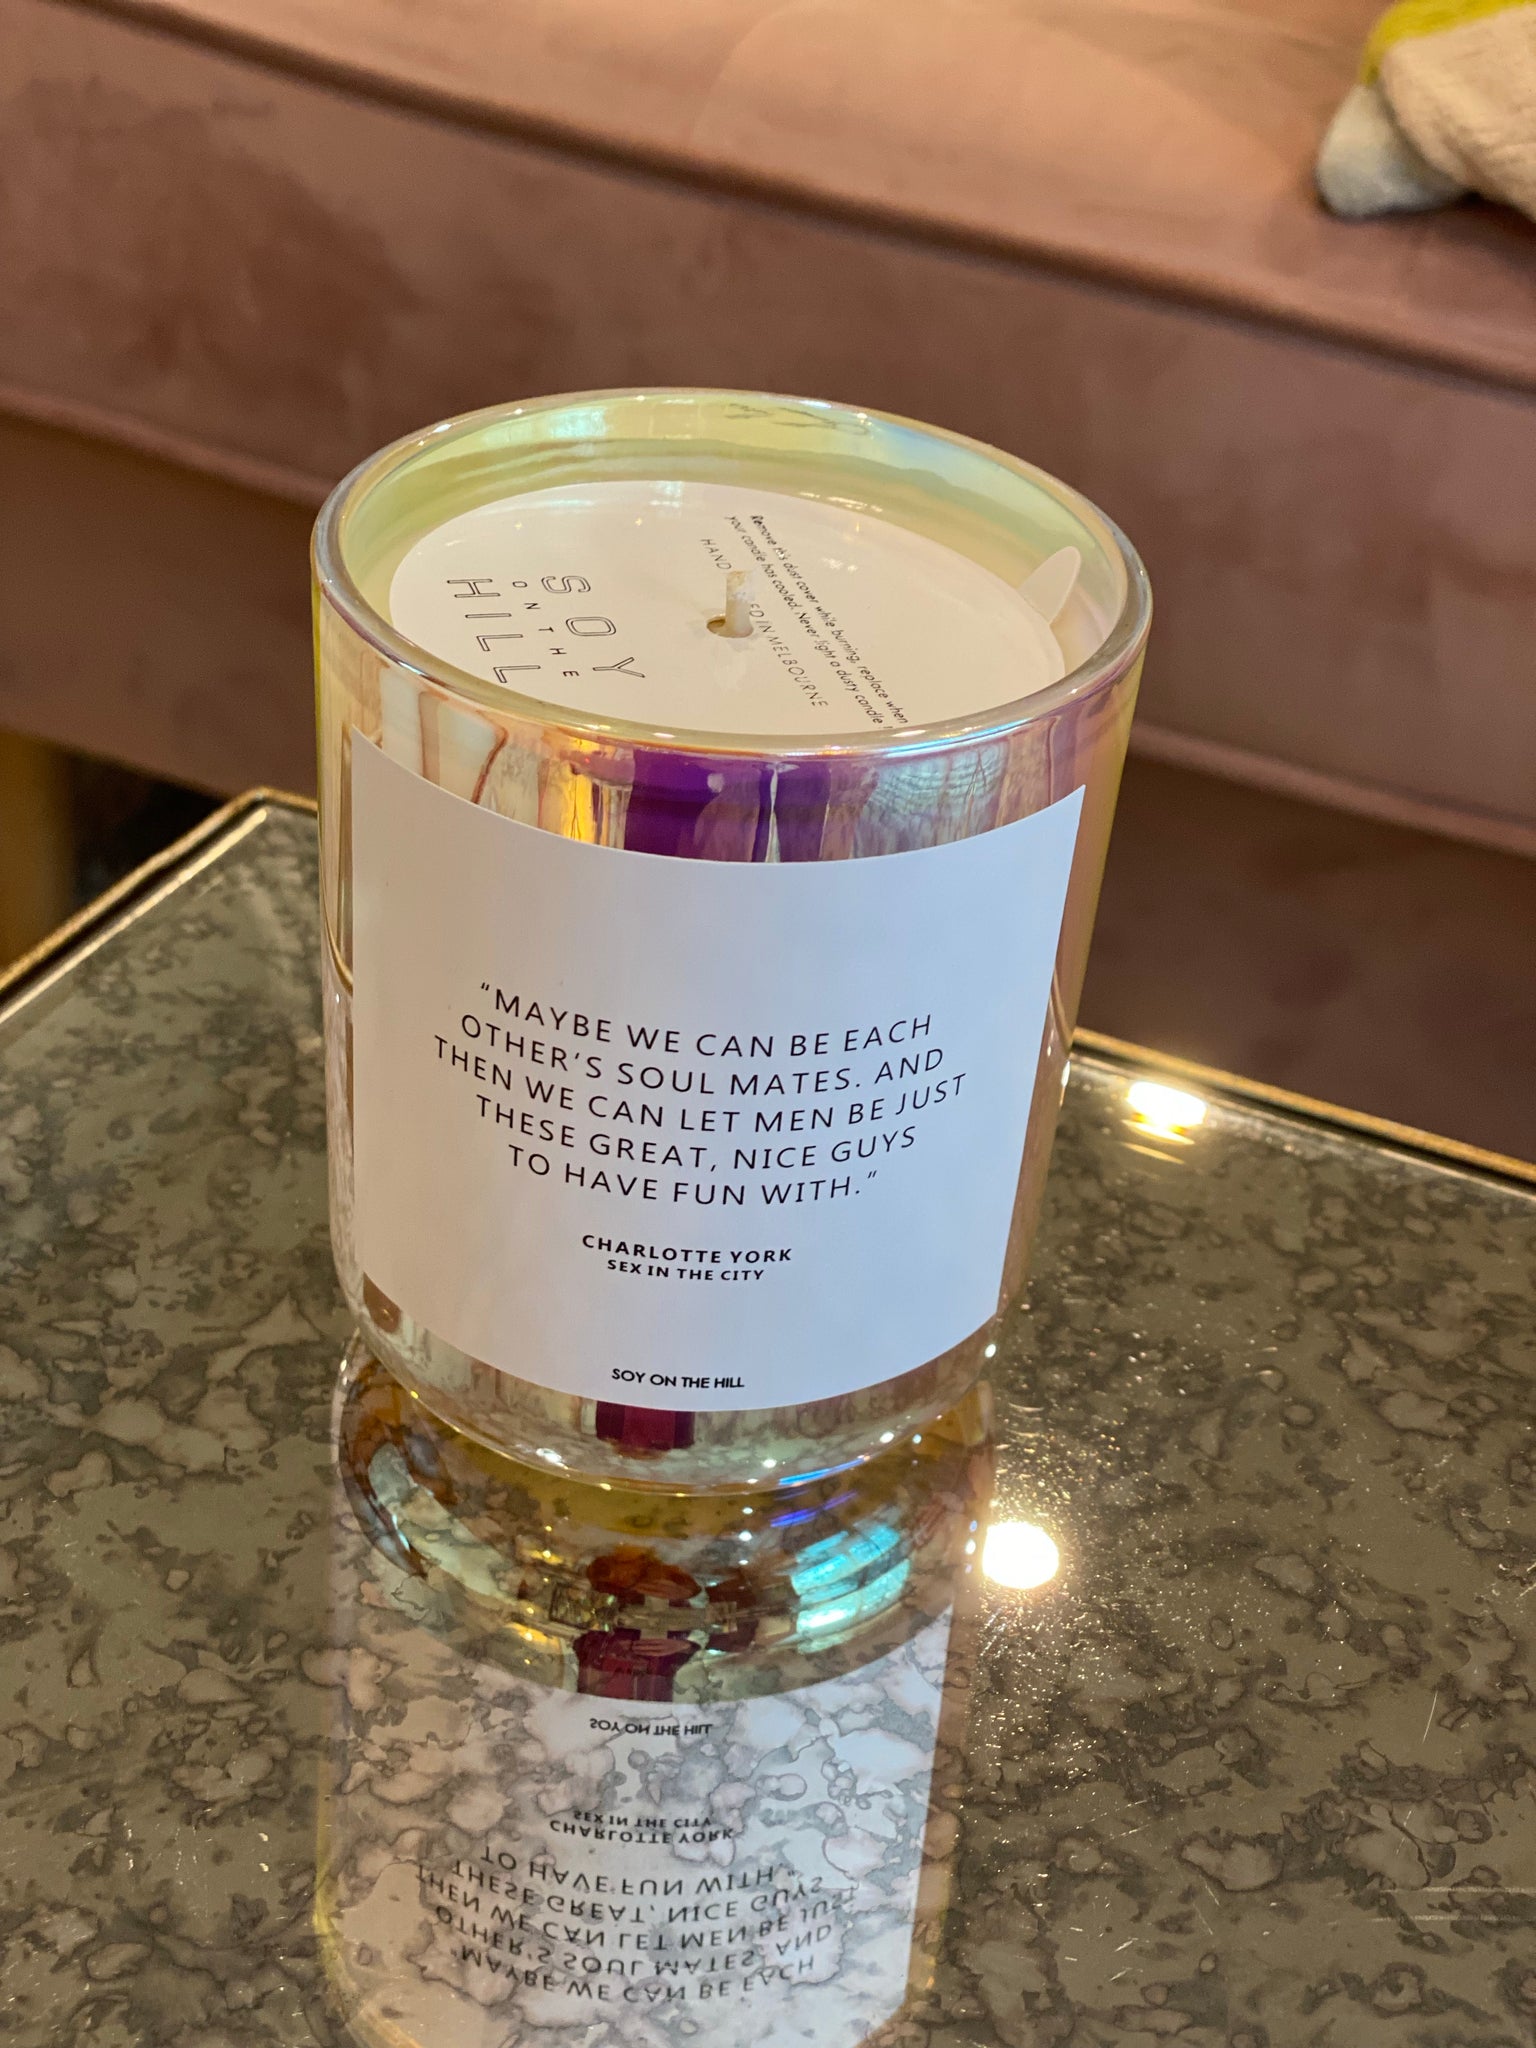 SOY
ON THE
HILL
HAND ED IN MELBOURNE
Remove this dust cover while burning, replace when
your candle has cooled. Never light a dusty candle !
“MAYBE WE CAN BE EACH
OTHER’S SOUL MATES. AND
THEN WE CAN LET MEN BE JUST
THESE GREAT, NICE GUYS
TO HAVE FUN WITH.”
CHARLOTTE YORK
SEX IN THE CITY
SOY ON THE HILL